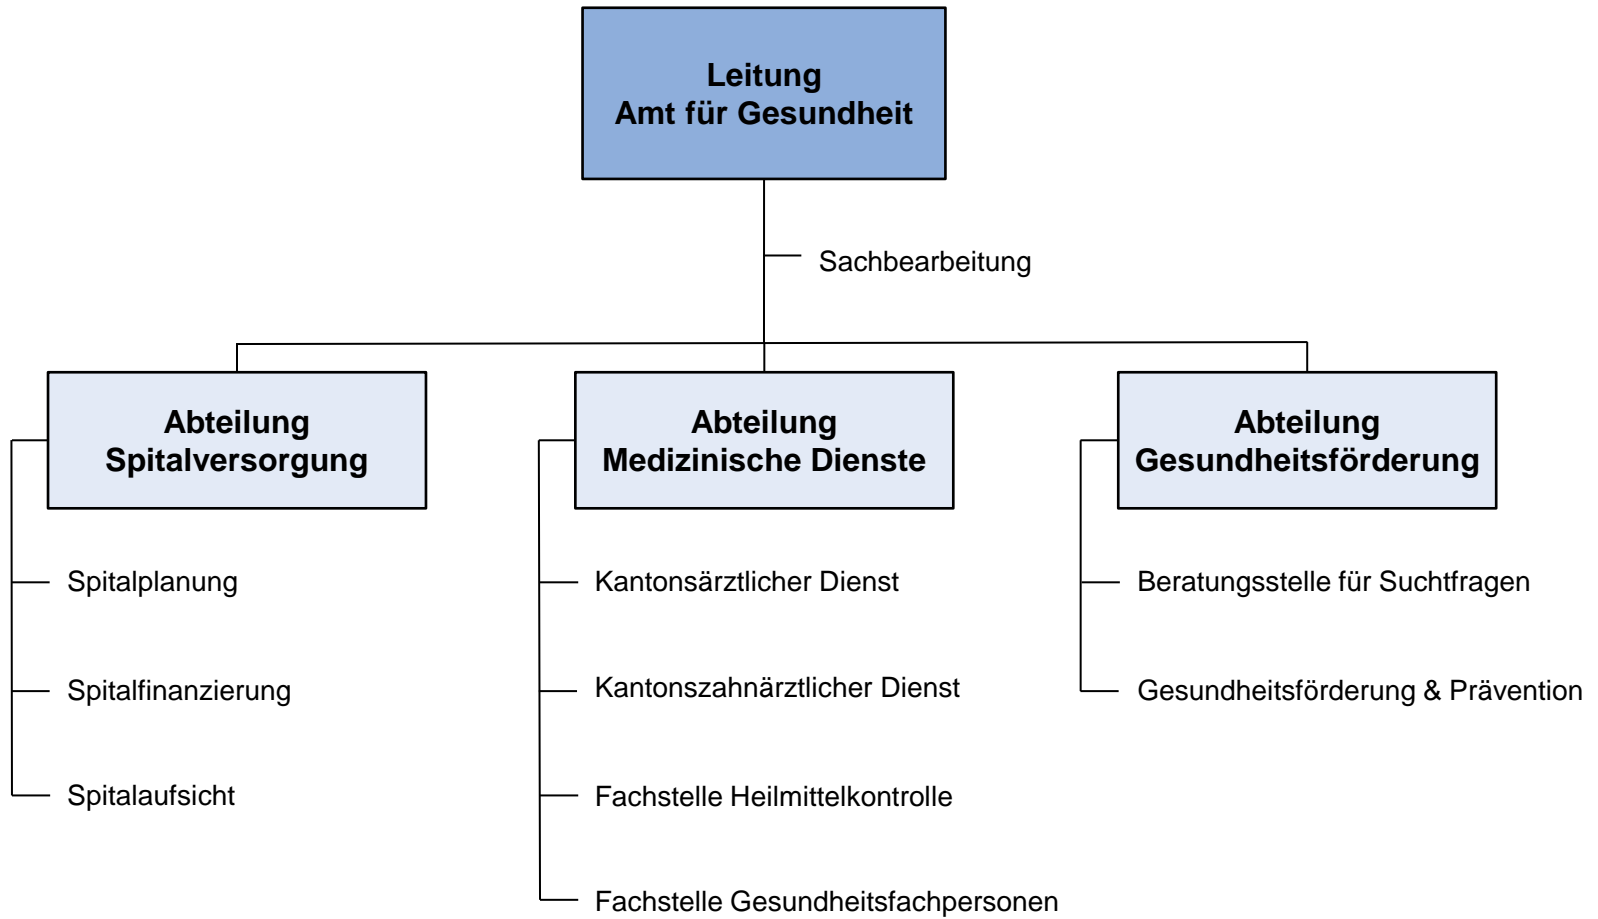 Leitung
Amt für Gesundheit
Sachbearbeitung
Abteilung
Spitalversorgung
Spitalplanung
Spitalfinanzierung
Spitalaufsicht
Abteilung
Medizinische Dienste
Kantonsärztlicher Dienst
Kantonszahnärztlicher Dienst
Fachstelle Heilmittelkontrolle
Fachstelle Gesundheitsfachpersonen
Abteilung
Gesundheitsförderung
Beratungsstelle für Suchtfragen
Gesundheitsförderung & Prävention